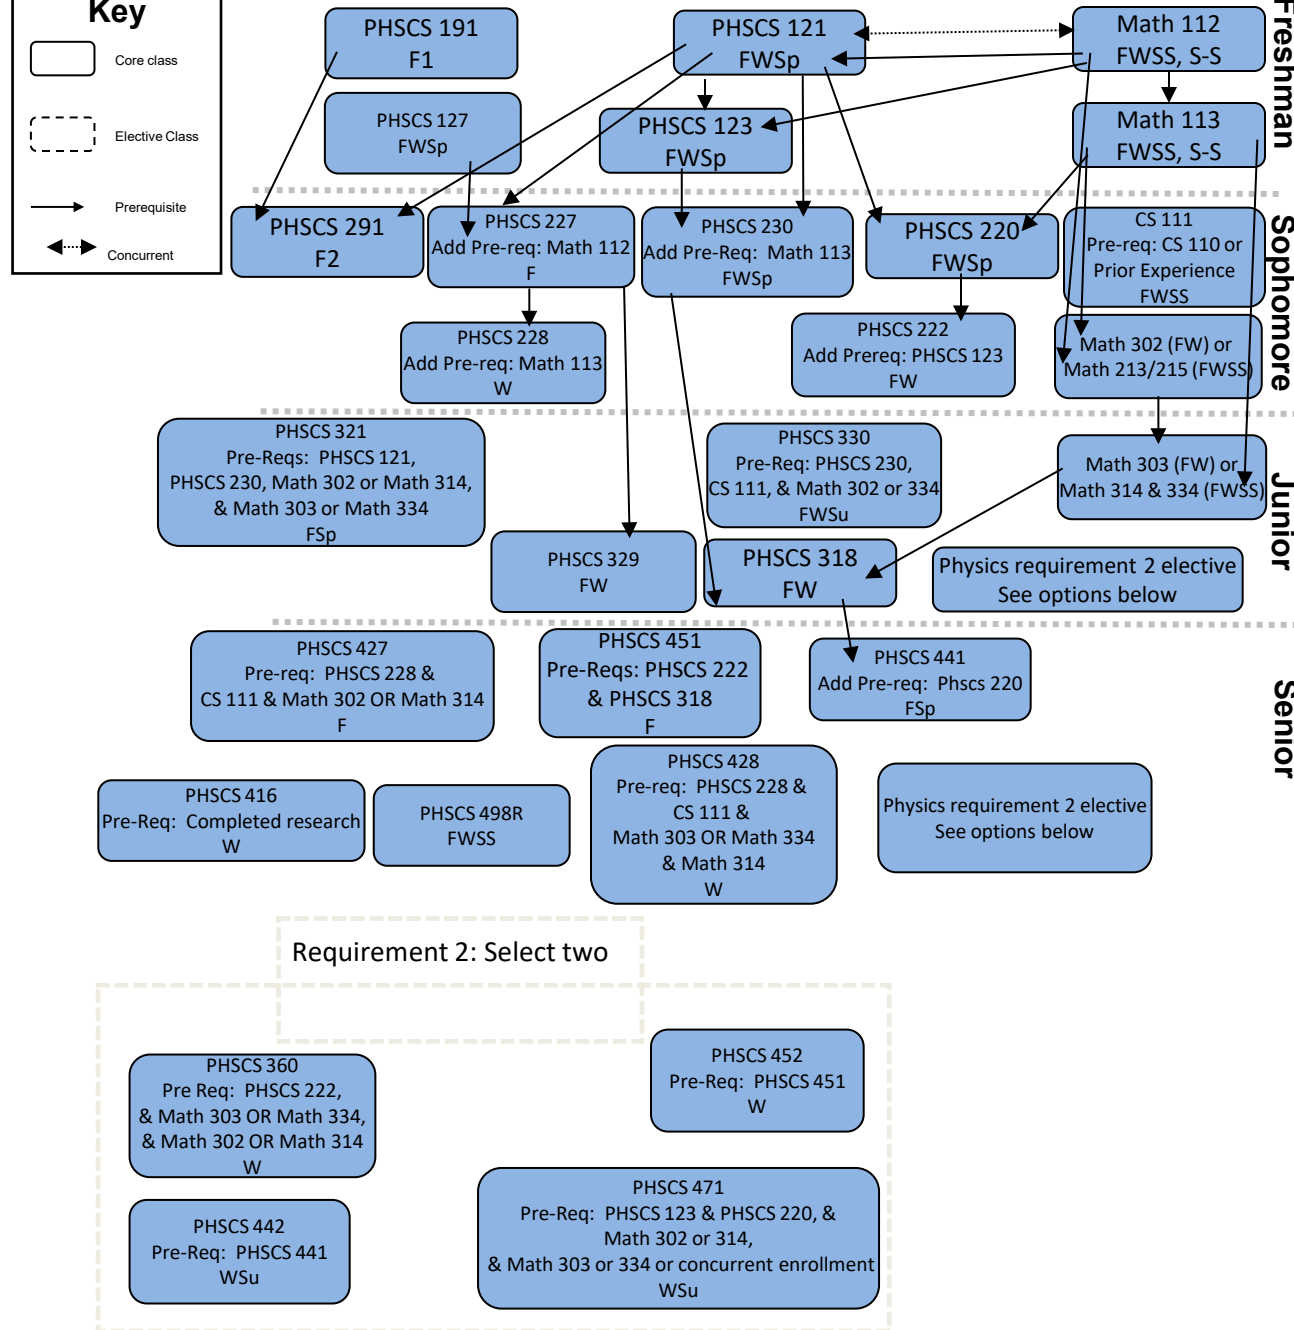 Key
Core class
Elective Class
Prerequisite
Concurrent
Freshman
PHSCS 191
F1
PHSCS 121
FWSp
Math 112
FWSS, S-S
PHSCS 127
FWSp
PHSCS 123
FWSp
Math 113
FWSS, S-S
Sophomore
PHSCS 291
F2
PHSCS 227
Add Pre-req: Math 112
F
PHSCS 230
Add Pre-Req: Math 113
FWSp
PHSCS 220
FWSp
CS 111
Pre-req: CS 110 or
Prior Experience
FWSS
PHSCS 228
Add Pre-req: Math 113
W
PHSCS 222
Add Prereq: PHSCS 123
FW
Math 302 (FW) or
Math 213/215 (FWSS)
Junior
PHSCS 321
Pre-Reqs: PHSCS 121,
PHSCS 230, Math 302 or Math 314,
& Math 303 or Math 334
FSp
PHSCS 330
Pre-Req: PHSCS 230,
CS 111, & Math 302 or 334
FWSu
Math 303 (FW) or
Math 314 & 334 (FWSS)
PHSCS 329
FW
PHSCS 318
FW
Physics requirement 2 elective
See options below
Senior
PHSCS 427
Pre-req: PHSCS 228 &
CS 111 & Math 302 OR Math 314
F
PHSCS 451
Pre-Reqs: PHSCS 222
& PHSCS 318
F
PHSCS 441
Add Pre-req: Phscs 220
FSp
PHSCS 416
Pre-Req: Completed research
W
PHSCS 498R
FWSS
PHSCS 428
Pre-req: PHSCS 228 &
CS 111 &
Math 303 OR Math 334
& Math 314
W
Physics requirement 2 elective
See options below
Requirement 2: Select two
PHSCS 360
Pre Req: PHSCS 222,
& Math 303 OR Math 334,
& Math 302 OR Math 314
W
PHSCS 452
Pre-Req: PHSCS 451
W
PHSCS 442
Pre-Req: PHSCS 441
WSu
PHSCS 471
Pre-Req: PHSCS 123 & PHSCS 220, &
Math 302 or 314,
& Math 303 or 334 or concurrent enrollment
WSu